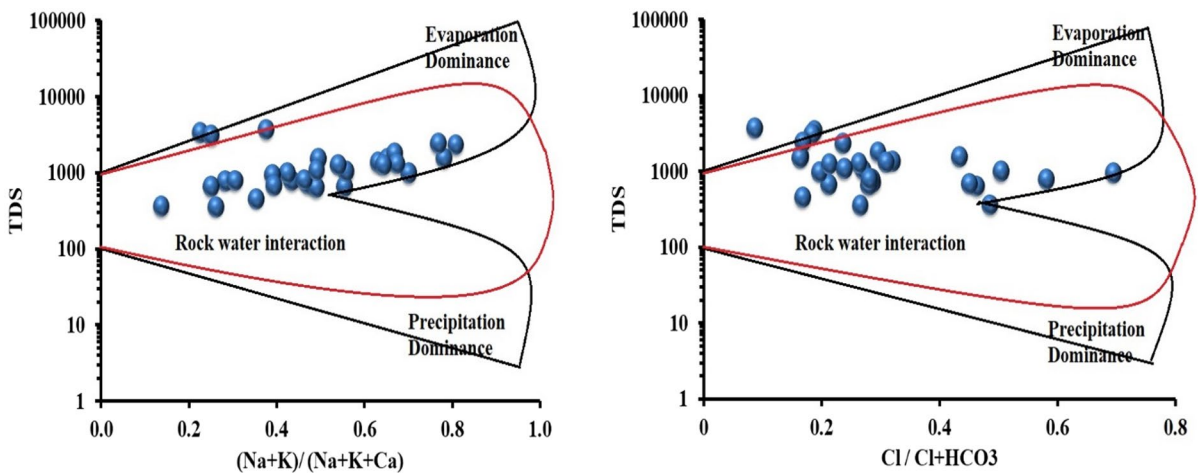 100000
10000
1000
100
10
1
TDS
Evaporation
Dominance
Rock water interaction
Precipitation
Dominance
0.0 0.2 0.4 0.6 0.8 1.0
(Na+K)/(Na+K+Ca)
100000
10000
1000
100
10
1
TDS
Evaporation
Dominance
Rock water interaction
Precipitation
Dominance
0 0.2 0.4 0.6 0.8
Cl / Cl+HCO3